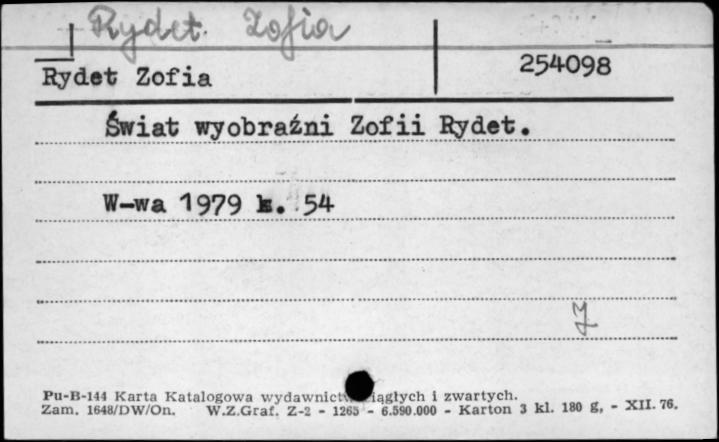 Rydet Zofia
Rydet Zofia 254098
Świat wyobraźni Zofii Rydet.
W-wa 1979 k. 54
J
Pu-B-144 Karta Katalogowa wydawnictw ciągłych i zwartych.
Zam. 1648/DW/On. W.Z.Graf. Z-2 - 1265 - 6.590.000 - Karton 3 kl. 180 g, - XII. 76.